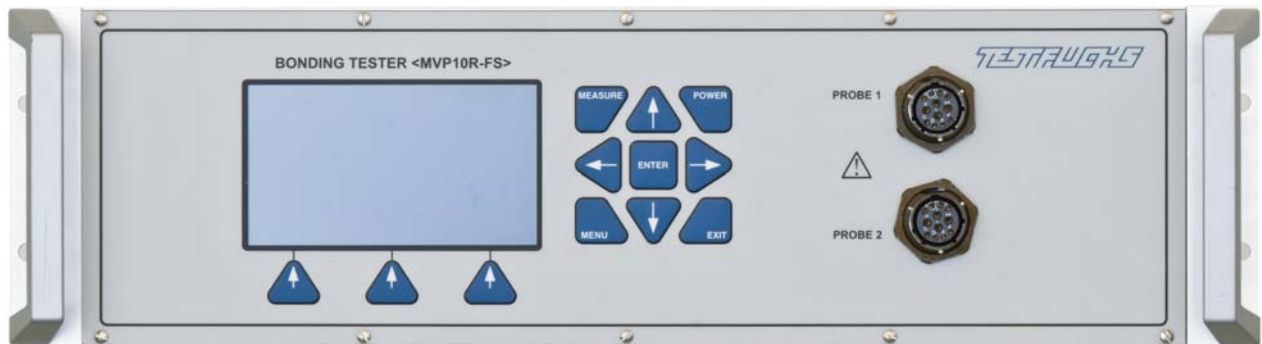 TESTFUCHS
BONDING TESTER <MVP10R-FS>
MEASURE
POWER
PROBE 1
ENTER
MENU
EXIT
PROBE 2